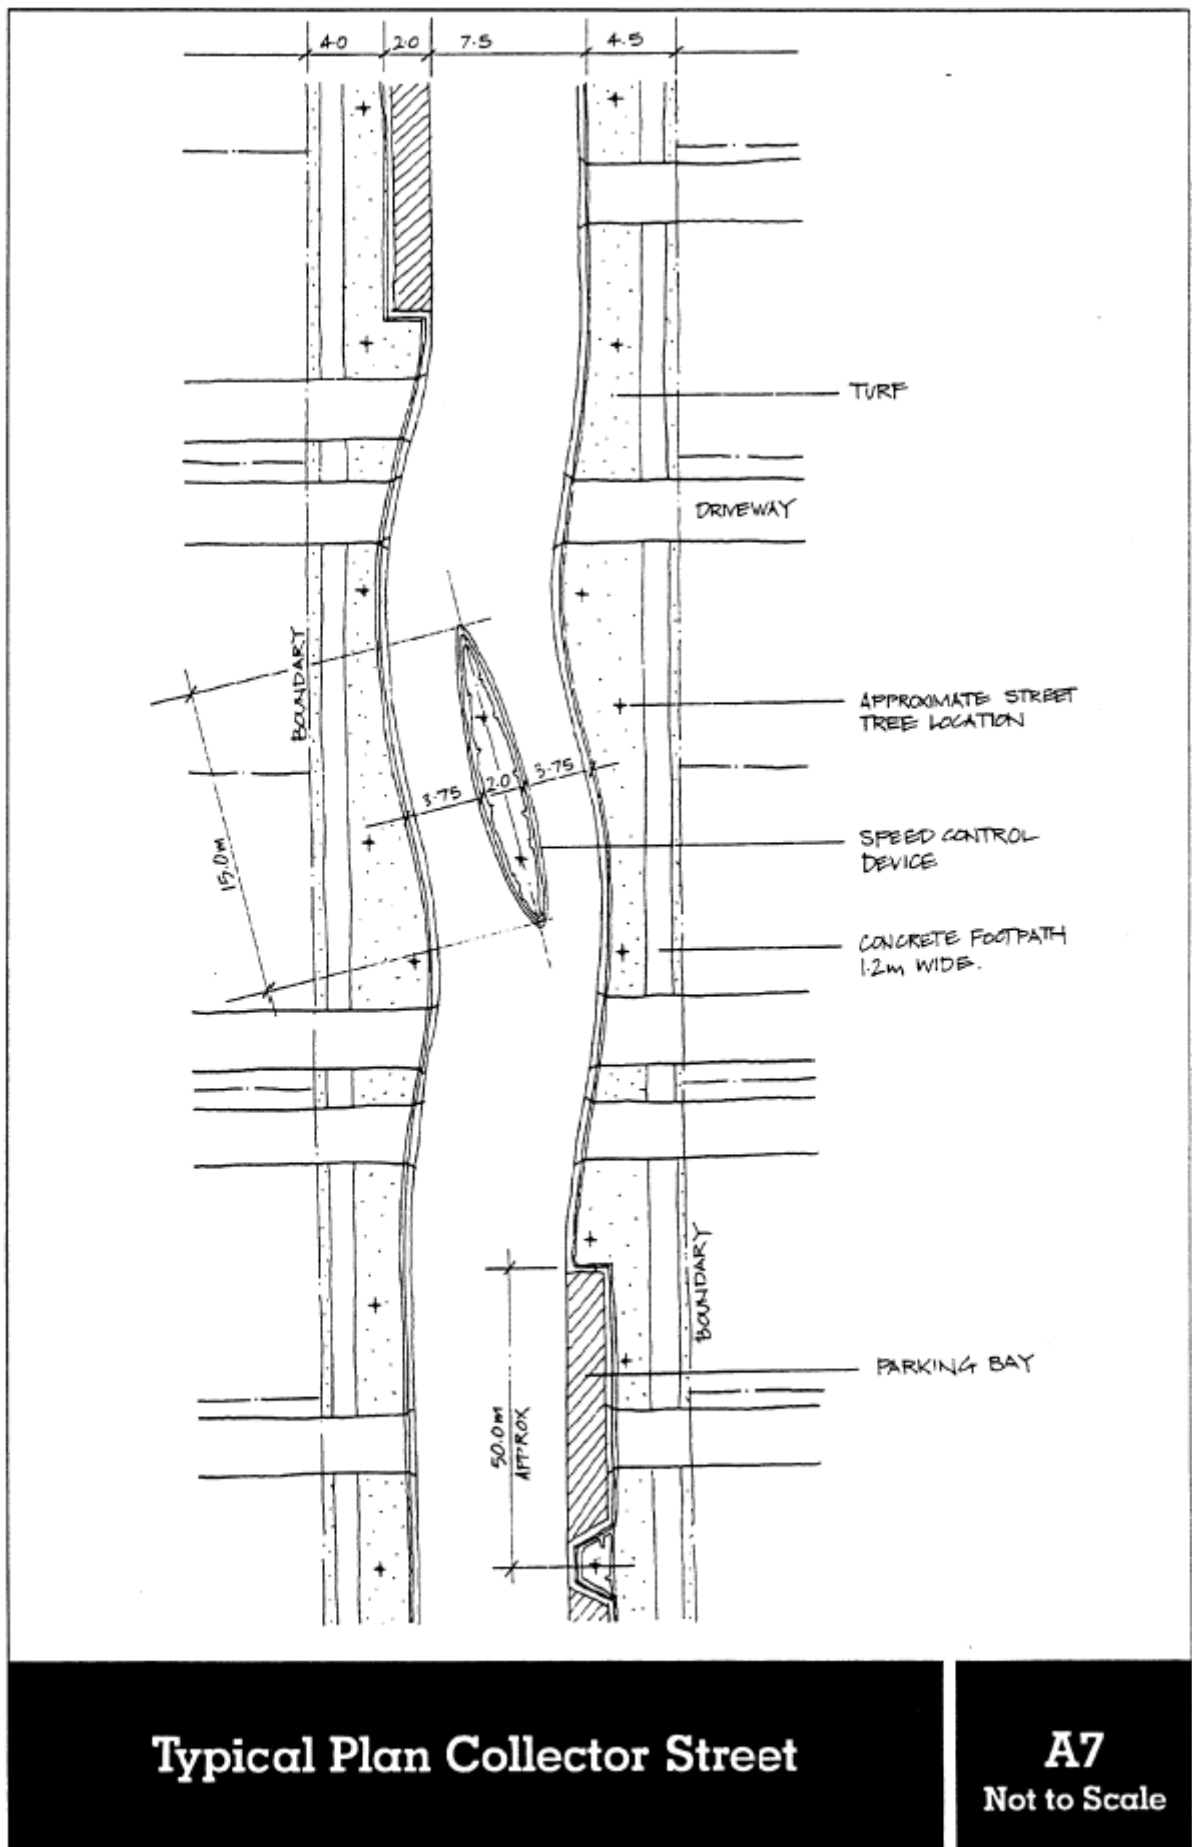 4.0 2.0 7.5 4.5
TURF
DRIVEWAY
BOUNDARY
APPROXIMATE STREET
TREE LOCATION
3.75 2.0 3.75
15.0m
SPEED CONTROL
DEVICE
CONCRETE FOOTPATH
1.2m WIDE.
BOUNDARY
PARKING BAY
50.0m
APPROX
Typical Plan Collector Street
A7
Not to Scale